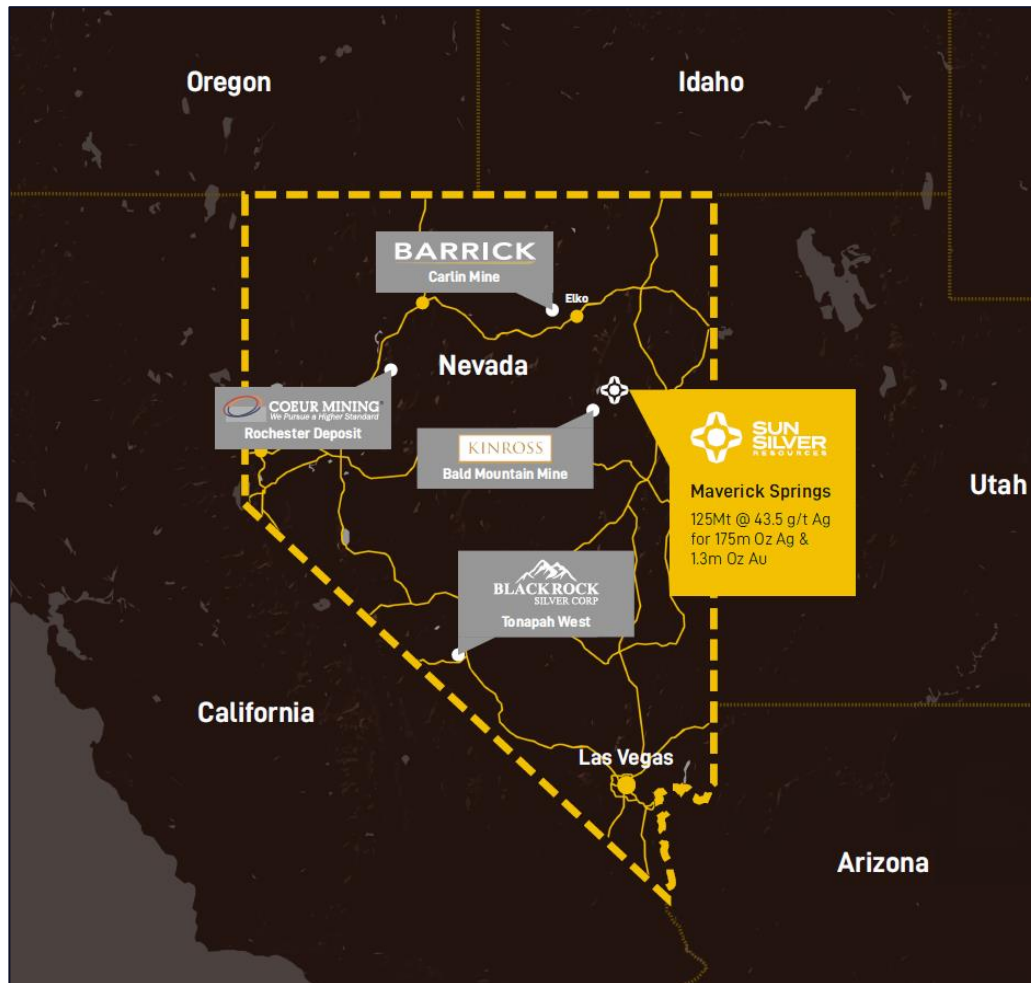 Oregon
Idaho
BARRICK
Carlin Mine
Elko
Nevada
COEUR MINING
We Pursue a Higher Standard
Rochester Deposit
KINROSS
Bald Mountain Mine
SUN
SILVER
RESOURCES
Maverick Springs
125Mt @ 43.5 g/t Ag
for 175m Oz Ag &
1.3m Oz Au
Utah
BLACKROCK
SILVER CORP
Tonapah West
California
Las Vegas
Arizona